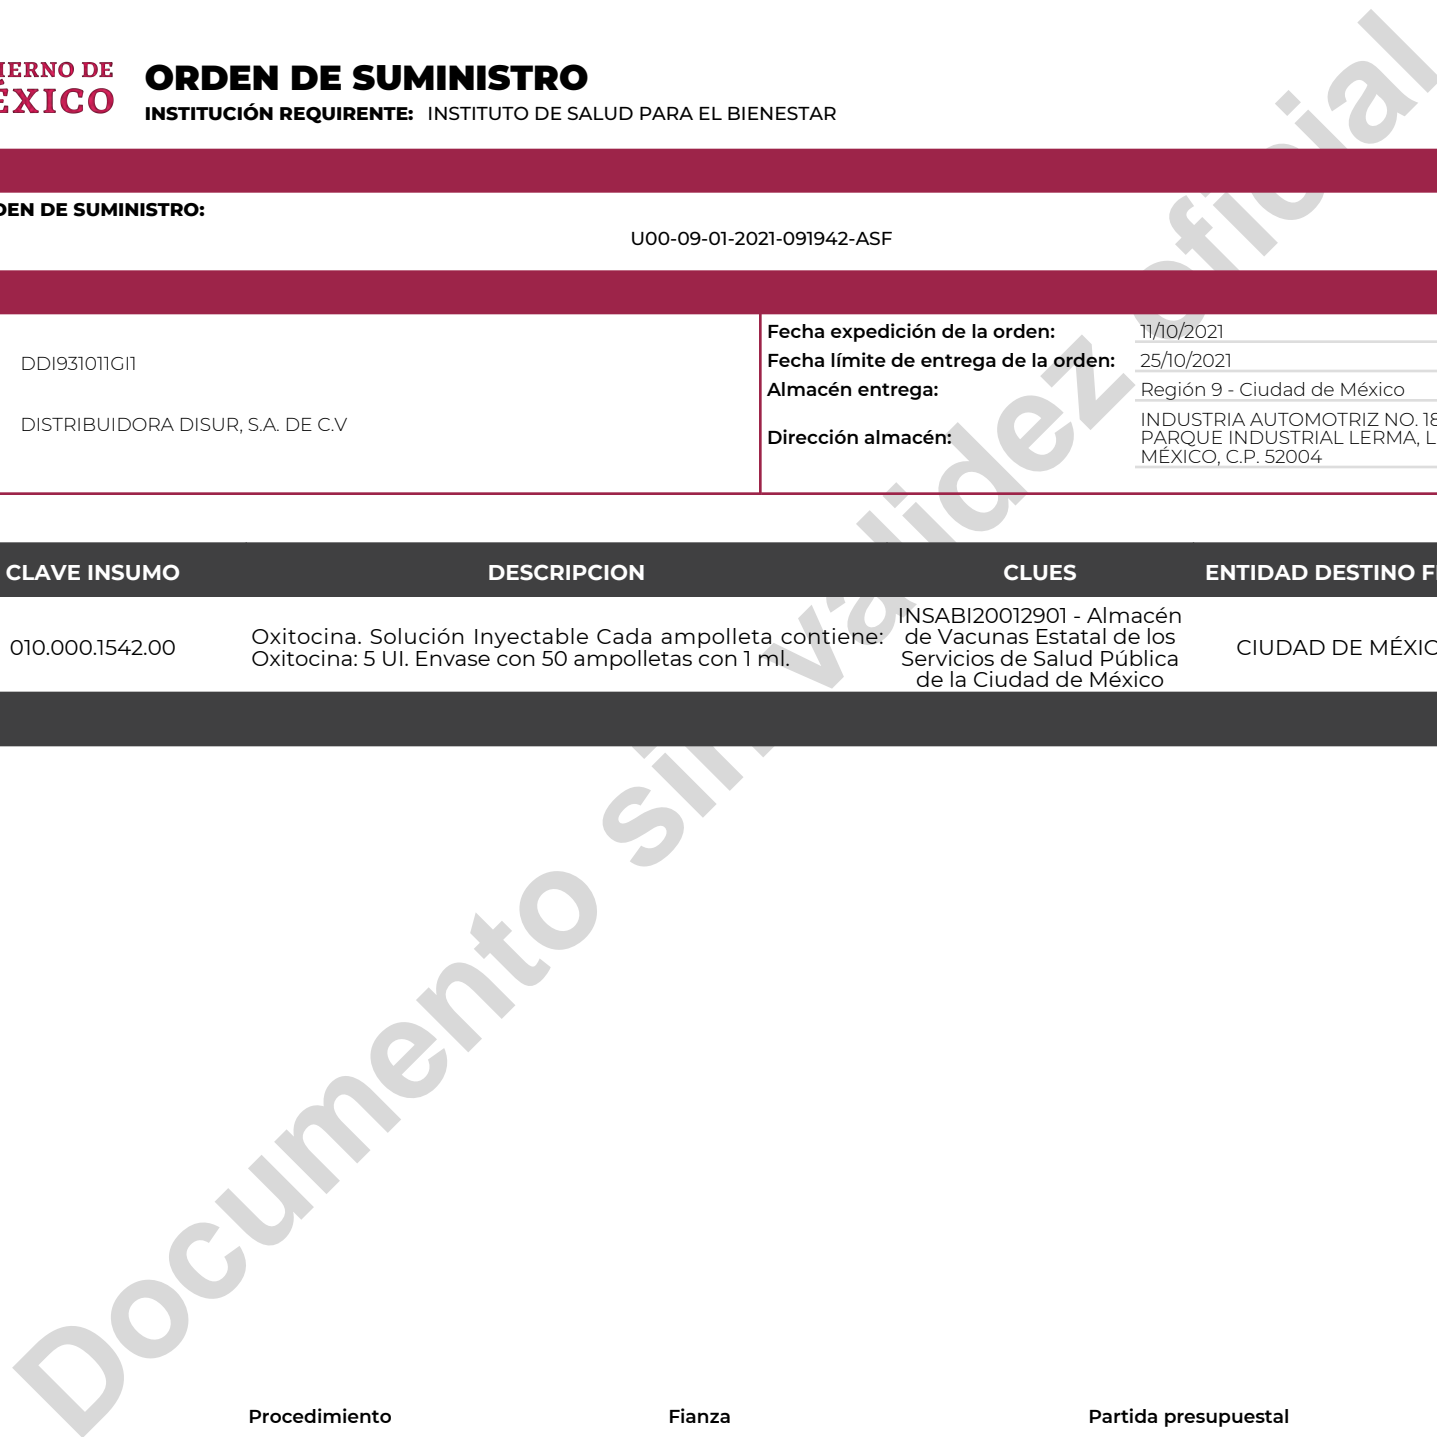 IERNO DE
ÉXICO
ORDEN DE SUMINISTRO
INSTITUCIÓN REQUIRENTE: INSTITUTO DE SALUD PARA EL BIENESTAR
DEN DE SUMINISTRO:
U00-09-01-2021-091942-ASF
DDI931011GI1
DISTRIBUIDORA DISUR, S.A. DE C.V
Fecha expedición de la orden: 11/10/2021
Fecha límite de entrega de la orden: 25/10/2021
Almacén entrega: Región 9 - Ciudad de México
Dirección almacén:
INDUSTRIA AUTOMOTRIZ NO. 18
PARQUE INDUSTRIAL LERMA, L
MÉXICO, C.P. 52004
CLAVE INSUMO DESCRIPCION CLUES ENTIDAD DESTINO F
010.000.1542.00
Oxitocina. Solución Inyectable Cada ampolleta contiene:
Oxitocina: 5 UI. Envase con 50 ampolletas con 1 ml.
INSABI20012901 - Almacén
de Vacunas Estatal de los
Servicios de Salud Pública
de la Ciudad de México
CIUDAD DE MÉXIC
Documento sin validez oficial
Procedimiento Fianza Partida presupuestal